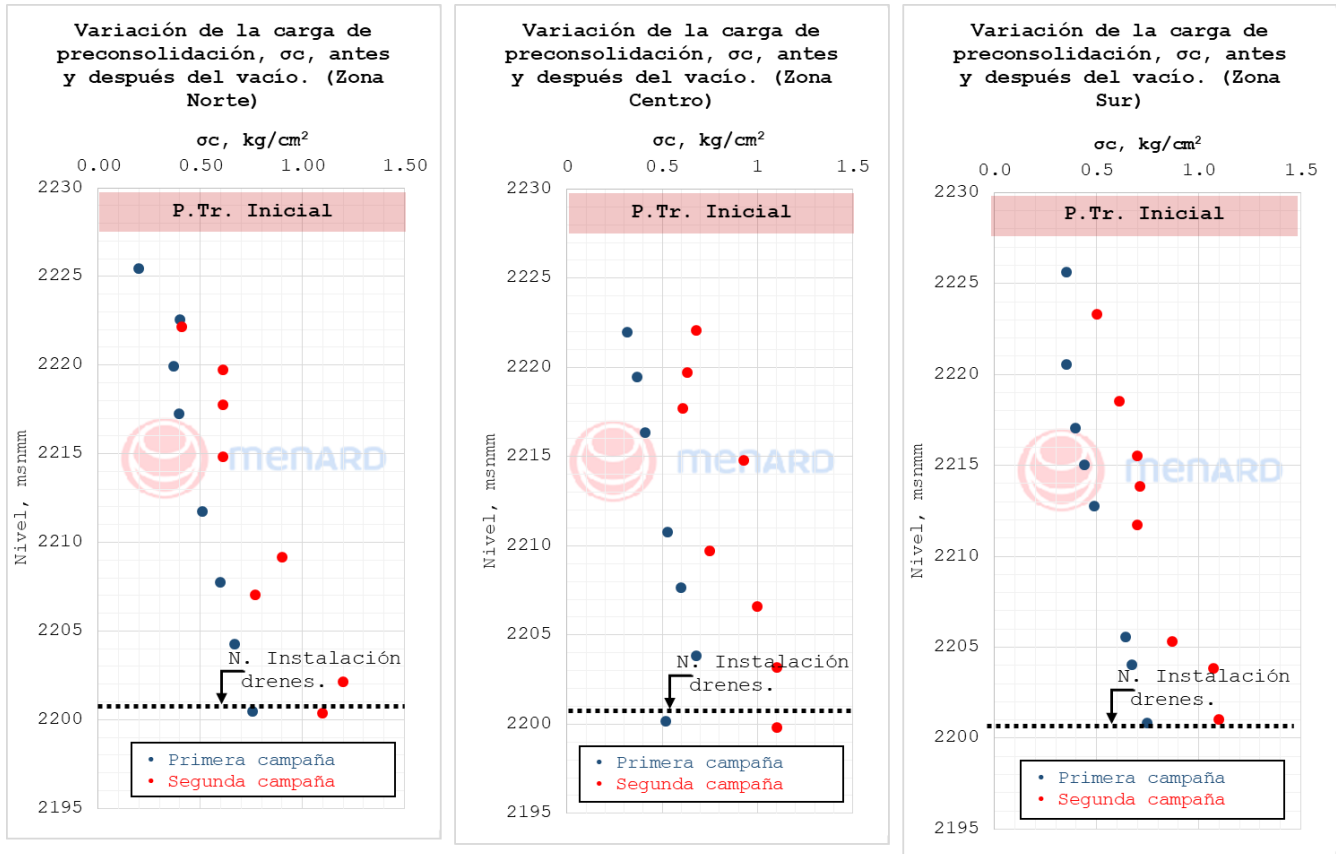 Variación de la carga de
preconsolidación, σc, antes
y después del vacío. (Zona
Norte)
σc, kg/cm²
0.00 0.50 1.00 1.50
2230
P.Tr. Inicial
2225
2220
2215
menARD
2210
Nivel, msnmm
2205
N. Instalación
drenes.
2200
• Primera campaña
• Segunda campaña
2195
Variación de la carga de
preconsolidación, σc, antes
y después del vacío. (Zona
Centro)
σc, kg/cm²
0 0.5 1 1.5
2230
P.Tr. Inicial
2225
2220
2215
menARD
2210
Nivel, msnmm
2205
N. Instalación
drenes.
2200
• Primera campaña
• Segunda campaña
2195
Variación de la carga de
preconsolidación, σc, antes
y después del vacío. (Zona
Sur)
σc, kg/cm²
0.0 0.5 1.0 1.5
2230
P.Tr. Inicial
2225
2220
2215
menARD
2210
Nivel, msnmm
2205
N. Instalación
drenes.
2200
• Primera campaña
• Segunda campaña
2195